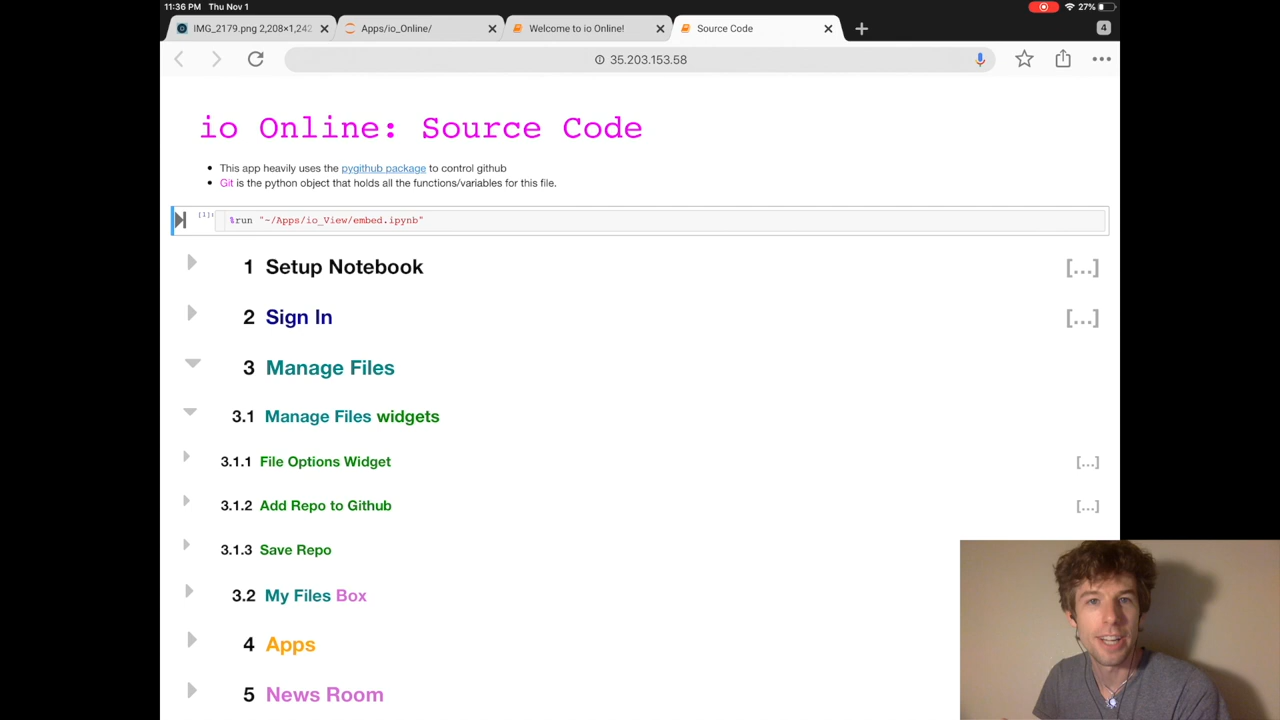 11:36 PM Thu Nov 1
27%
IMG_2179.png 2,208×1,242
Apps/io_Online/
Welcome to io Online!
Source Code
4
35.203.153.58
io Online: Source Code
This app heavily uses the pygithub package to control github
Git is the python object that holds all the functions/variables for this file.
[1]: %run "~/Apps/io_View/embed.ipynb"
1 Setup Notebook [...]
2 Sign In [...]
3 Manage Files
3.1 Manage Files widgets
3.1.1 File Options Widget [...]
3.1.2 Add Repo to Github [...]
3.1.3 Save Repo
3.2 My Files Box
4 Apps
5 News Room